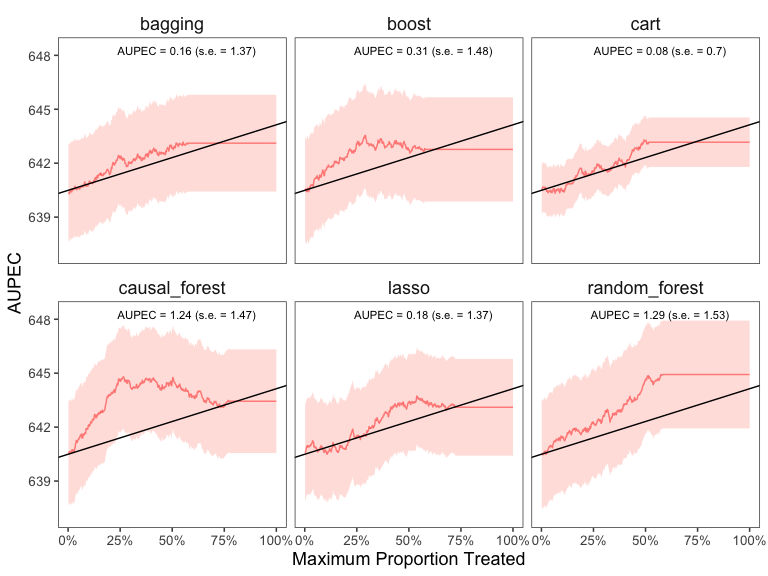 bagging
boost
cart
AUPEC = 0.16 (s.e. = 1.37)
AUPEC = 0.31 (s.e. = 1.48)
AUPEC = 0.08 (s.e. = 0.7)
648
645
642
639
causal_forest
lasso
random_forest
AUPEC = 1.24 (s.e. = 1.47)
AUPEC = 0.18 (s.e. = 1.37)
AUPEC = 1.29 (s.e. = 1.53)
648
645
642
639
AUPEC
0% 25% 50% 75% 100%
0% 25% 50% 75% 100%
0% 25% 50% 75% 100%
Maximum Proportion Treated